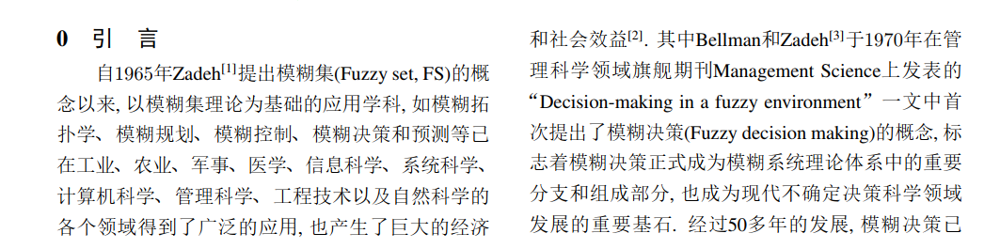 0 引 言
自1965年Zadeh[1]提出模糊集(Fuzzy set, FS)的概
念以来, 以模糊集理论为基础的应用学科, 如模糊拓
扑学、模糊规划、模糊控制、模糊决策和预测等已
在工业、农业、军事、医学、信息科学、系统科学、
计算机科学、管理科学、工程技术以及自然科学的
各个领域得到了广泛的应用, 也产生了巨大的经济
和社会效益[2]. 其中Bellman和Zadeh[3]于1970年在管
理科学领域旗舰期刊Management Science上发表的
“Decision-making in a fuzzy environment”一文中首
次提出了模糊决策(Fuzzy decision making)的概念, 标
志着模糊决策正式成为模糊系统理论体系中的重要
分支和组成部分, 也成为现代不确定决策科学领域
发展的重要基石. 经过50多年的发展, 模糊决策已